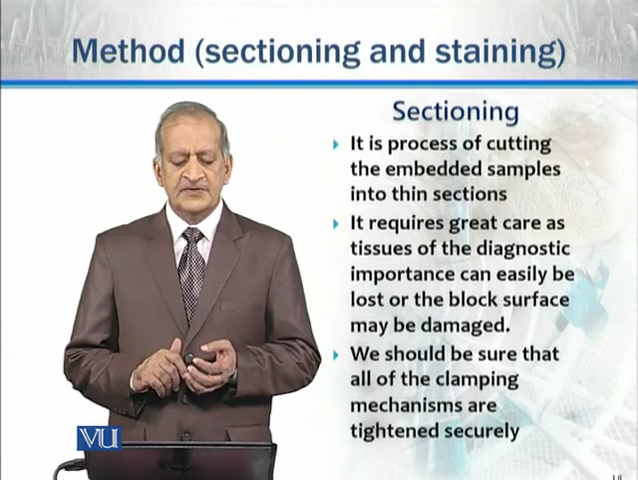 Method (sectioning and staining)
Sectioning
It is process of cutting
the embedded samples
into thin sections
It requires great care as
tissues of the diagnostic
importance can easily be
lost or the block surface
may be damaged.
We should be sure that
all of the clamping
mechanisms are
tightened securely
VU